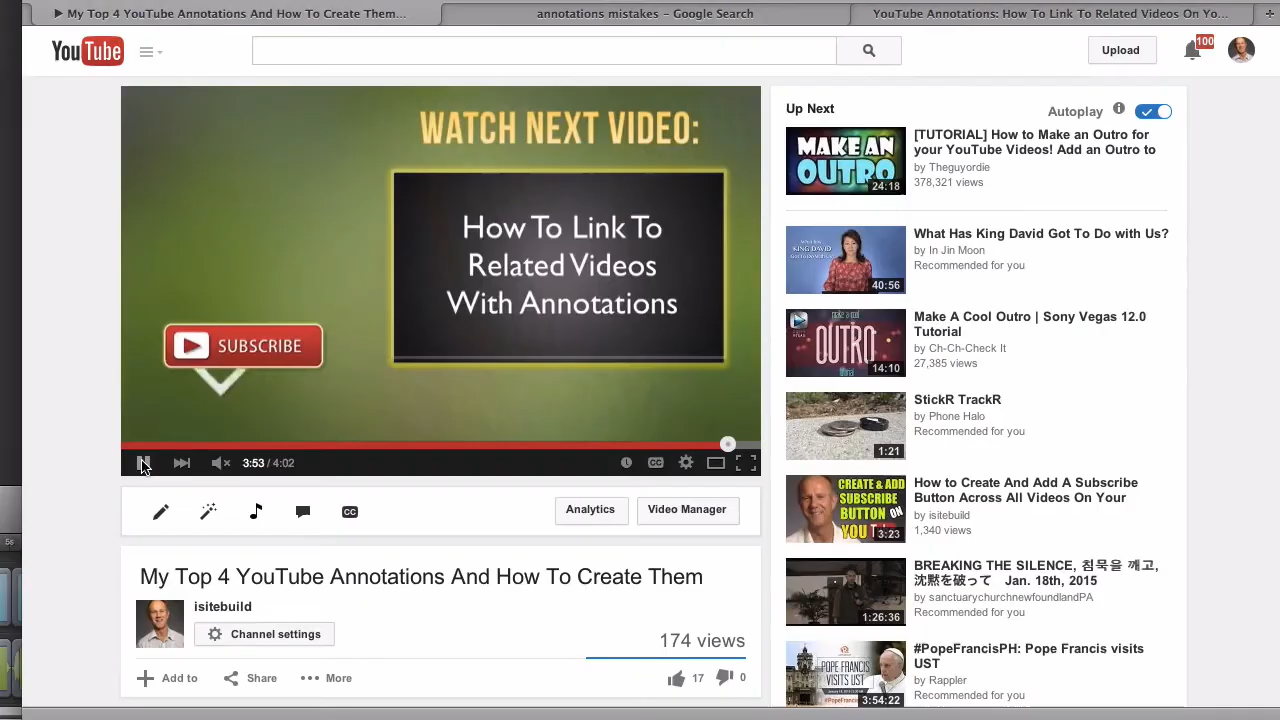 ▶ My Top 4 YouTube Annotations And How To Create Them…
annotations mistakes - Google Search
YouTube Annotations: How To Link To Related Videos On Yo…
YouTube
Upload
100
WATCH NEXT VIDEO:
How To Link To
Related Videos
With Annotations
SUBSCRIBE
3:53 / 4:02
CC
CC
Analytics
Video Manager
My Top 4 YouTube Annotations And How To Create Them
isitebuild
Channel settings
174 views
Add to
Share
More
17
0
Up Next
Autoplay
MAKE AN
OUTRO
24:18
[TUTORIAL] How to Make an Outro for
your YouTube Videos! Add an Outro to
by Theguyordie
378,321 views
KING DAVID
40:56
What Has King David Got To Do with Us?
by In Jin Moon
Recommended for you
make a cool
OUTRO
14:10
Make A Cool Outro | Sony Vegas 12.0
Tutorial
by Ch-Ch-Check It
27,385 views
1:21
StickR TrackR
by Phone Halo
Recommended for you
CREATE & ADD
SUBSCRIBE
BUTTON ON
YOU
3:23
How to Create And Add A Subscribe
Button Across All Videos On Your
by isitebuild
1,340 views
1:26:36
BREAKING THE SILENCE, 침묵을 깨고,
沈黙を破って Jan. 18th, 2015
by sanctuarychurchnewfoundlandPA
Recommended for you
POPE FRANCIS
VISITS UST
3:54:22
#PopeFrancisPH: Pope Francis visits
UST
by Rappler
Recommended for you
5s